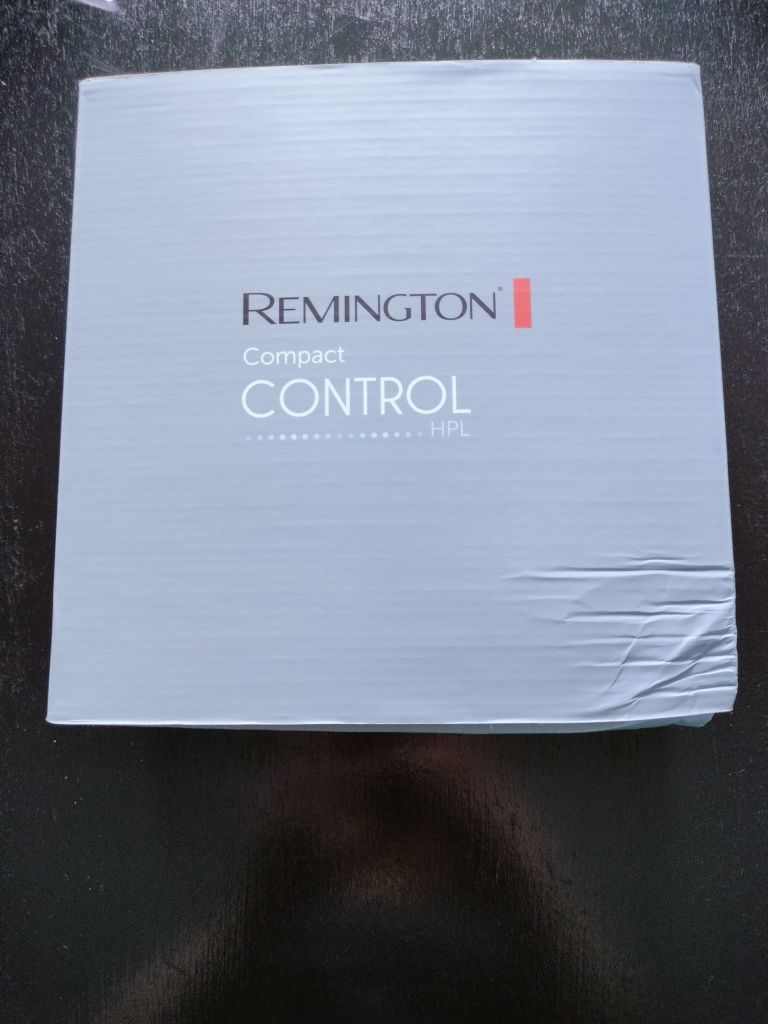 REMINGTON®
Compact
CONTROL
HPL